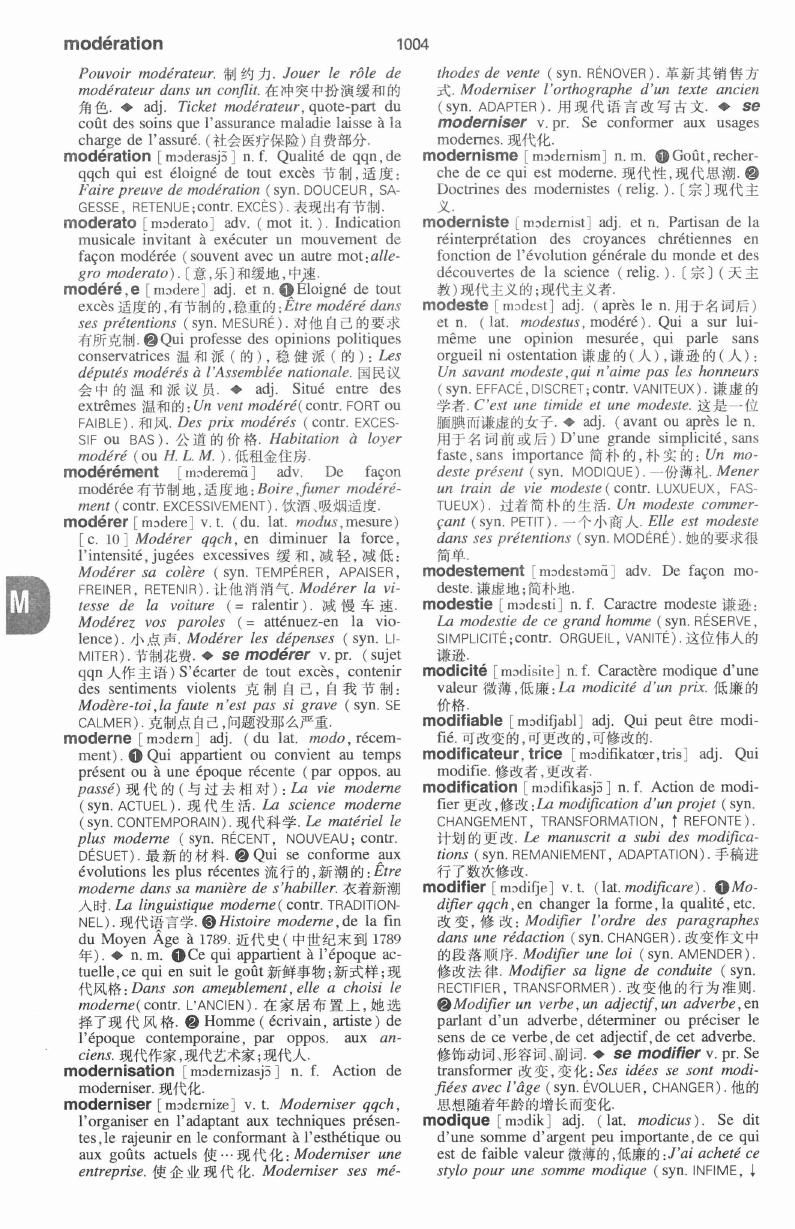 modération
1004
Pouvoir modérateur. 制约力. Jouer le rôle de
modérateur dans un conflit. 在冲突中扮演缓和的
角色. ◆ adj. Ticket modérateur, quote-part du
coût des soins que l'assurance maladie laisse à la
charge de l'assuré. (社会医疗保险)自费部分.
modération [mɔderasjɔ̃] n. f. Qualité de qqn, de
qqch qui est éloigné de tout excès 节制,适度:
Faire preuve de modération (syn. DOUCEUR, SA-
GESSE, RETENUE; contr. EXCÈS). 表现出有节制.
moderato [mɔderato] adv. (mot it.). Indication
musicale invitant à exécuter un mouvement de
façon modérée (souvent avec un autre mot: alle-
gro moderato). [意,乐]和缓地,中速.
modéré, e [mɔdere] adj. et n. ❶ Éloigné de tout
excès 适度的,有节制的,稳重的: Être modéré dans
ses prétentions (syn. MESURÉ). 对他自己的要求
有所克制. ❷ Qui professe des opinions politiques
conservatrices 温和派(的), 稳健派(的): Les
députés modérés à l'Assemblée nationale. 国民议
会中的温和派议员. ◆ adj. Situé entre des
extrêmes 温和的: Un vent modéré (contr. FORT ou
FAIBLE). 和风. Des prix modérés (contr. EXCES-
SIF ou BAS). 公道的价格. Habitation à loyer
modéré (ou H. L. M.). 低租金住房.
modérément [mɔderemɑ̃] adv. De façon
modérée 有节制地,适度地: Boire, fumer modéré-
ment (contr. EXCESSIVEMENT). 饮酒、吸烟适度.
modérer [mɔdere] v. t. (du. lat. modus, mesure)
[c. 10] Modérer qqch, en diminuer la force,
l'intensité, jugées excessives 缓和,减轻,减低:
Modérer sa colère (syn. TEMPÉRER, APAISER,
FREINER, RETENIR). 让他消消气. Modérer la vi-
tesse de la voiture (= ralentir). 减慢车速.
Modérez vos paroles (= atténuez-en la vio-
lence). 小点声. Modérer les dépenses (syn. LI-
MITER). 节制花费. ◆ se modérer v. pr. (sujet
qqn 人作主语) S'écarter de tout excès, contenir
des sentiments violents 克制自己,自我节制:
Modère-toi, la faute n'est pas si grave (syn. SE
CALMER). 克制点自己,问题没那么严重.
moderne [mɔdɛrn] adj. (du lat. modo, récem-
ment). ❶ Qui appartient ou convient au temps
présent ou à une époque récente (par oppos. au
passé) 现代的(与过去相对): La vie moderne
(syn. ACTUEL). 现代生活. La science moderne
(syn. CONTEMPORAIN). 现代科学. Le matériel le
plus moderne (syn. RÉCENT, NOUVEAU; contr.
DÉSUET). 最新的材料. ❷ Qui se conforme aux
évolutions les plus récentes 流行的,新潮的: Être
moderne dans sa manière de s'habiller. 衣着新潮
入时. La linguistique moderne (contr. TRADITION-
NEL). 现代语言学. ❸ Histoire moderne, de la fin
du Moyen Âge à 1789. 近代史(中世纪末到 1789
年). ◆ n. m. ❶ Ce qui appartient à l'époque ac-
tuelle, ce qui en suit le goût 新鲜事物;新式样;现
代风格: Dans son ameublement, elle a choisi le
moderne (contr. L'ANCIEN). 在家居布置上,她选
择了现代风格. ❷ Homme (écrivain, artiste) de
l'époque contemporaine, par oppos. aux an-
ciens. 现代作家,现代艺术家;现代人.
modernisation [mɔdɛrnizasjɔ̃] n. f. Action de
moderniser. 现代化.
moderniser [mɔdɛrnize] v. t. Moderniser qqch,
l'organiser en l'adaptant aux techniques présen-
tes, le rajeunir en le conformant à l'esthétique ou
aux goûts actuels 使…现代化: Moderniser une
entreprise. 使企业现代化. Moderniser ses mé-
M
thodes de vente (syn. RÉNOVER). 革新其销售方
式. Moderniser l'orthographe d'un texte ancien
(syn. ADAPTER). 用现代语言改写古文. ◆ se
moderniser v. pr. Se conformer aux usages
modernes. 现代化.
modernisme [mɔdɛrnism] n. m. ❶ Goût, recher-
che de ce qui est moderne. 现代性,现代思潮. ❷
Doctrines des modernistes (relig.). [宗]现代主
义.
moderniste [mɔdɛrnist] adj. et n. Partisan de la
réinterprétation des croyances chrétiennes en
fonction de l'évolution générale du monde et des
découvertes de la science (relig.). [宗](天主
教)现代主义的;现代主义者.
modeste [mɔdɛst] adj. (après le n. 用于名词后)
et n. (lat. modestus, modéré). Qui a sur lui-
même une opinion mesurée, qui parle sans
orgueil ni ostentation 谦虚的(人),谦逊的(人):
Un savant modeste, qui n'aime pas les honneurs
(syn. EFFACÉ, DISCRET; contr. VANITEUX). 谦虚的
学者. C'est une timide et une modeste. 这是一位
腼腆而谦虚的女子. ◆ adj. (avant ou après le n.
用于名词前或后) D'une grande simplicité, sans
faste, sans importance 简朴的,朴实的: Un mo-
deste présent (syn. MODIQUE). 一份薄礼. Mener
un train de vie modeste (contr. LUXUEUX, FAS-
TUEUX). 过着简朴的生活. Un modeste commer-
çant (syn. PETIT). 一个小商人. Elle est modeste
dans ses prétentions (syn. MODÉRÉ). 她的要求很
简单.
modestement [mɔdɛstəmɑ̃] adv. De façon mo-
deste. 谦虚地;简朴地.
modestie [mɔdɛsti] n. f. Caractre modeste 谦逊:
La modestie de ce grand homme (syn. RÉSERVE,
SIMPLICITÉ; contr. ORGUEIL, VANITÉ). 这位伟人的
谦逊.
modicité [mɔdisite] n. f. Caractère modique d'une
valeur 微薄,低廉: La modicité d'un prix. 低廉的
价格.
modifiable [mɔdifjabl] adj. Qui peut être modi-
fié. 可改变的,可更改的,可修改的.
modificateur, trice [mɔdifikatœr, tris] adj. Qui
modifie. 修改者,更改者.
modification [mɔdifikasjɔ̃] n. f. Action de modi-
fier 更改,修改: La modification d'un projet (syn.
CHANGEMENT, TRANSFORMATION, ↑ REFONTE).
计划的更改. Le manuscrit a subi des modifica-
tions (syn. REMANIEMENT, ADAPTATION). 手稿进
行了数次修改.
modifier [mɔdifje] v. t. (lat. modificare). ❶ Mo-
difier qqch, en changer la forme, la qualité, etc.
改变,修改: Modifier l'ordre des paragraphes
dans une rédaction (syn. CHANGER). 改变作文中
的段落顺序. Modifier une loi (syn. AMENDER).
修改法律. Modifier sa ligne de conduite (syn.
RECTIFIER, TRANSFORMER). 改变他的行为准则.
❷ Modifier un verbe, un adjectif, un adverbe, en
parlant d'un adverbe, déterminer ou préciser le
sens de ce verbe, de cet adjectif, de cet adverbe.
修饰动词、形容词、副词. ◆ se modifier v. pr. Se
transformer 改变,变化: Ses idées se sont modi-
fiées avec l'âge (syn. ÉVOLUER, CHANGER). 他的
思想随着年龄的增长而变化.
modique [mɔdik] adj. (lat. modicus). Se dit
d'une somme d'argent peu importante, de ce qui
est de faible valeur 微薄的,低廉的: J'ai acheté ce
stylo pour une somme modique (syn. INFIME, ↓